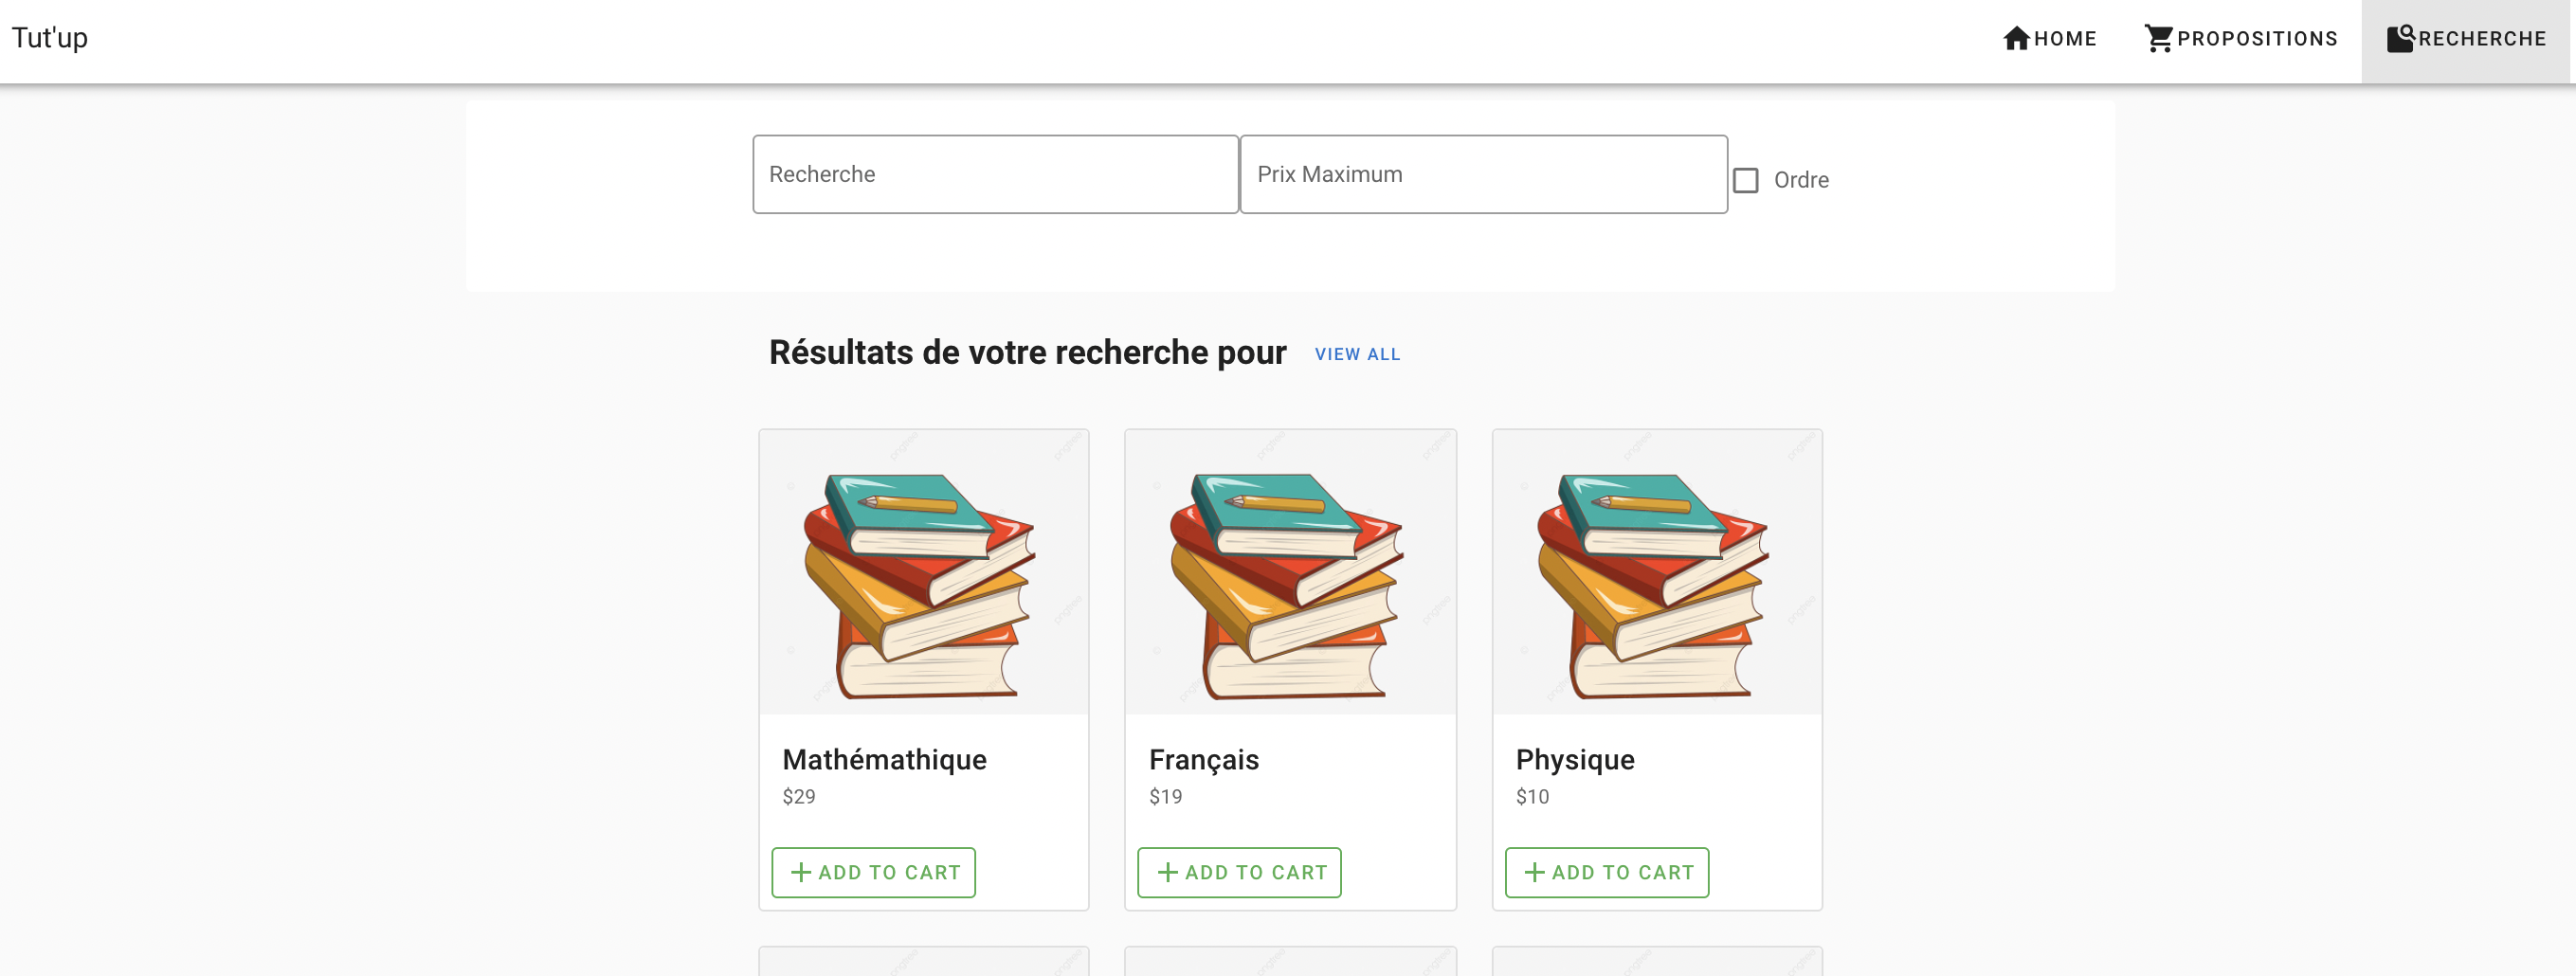 Tut'up
HOME
PROPOSITIONS
RECHERCHE
Recherche
Prix Maximum
Ordre
Résultats de votre recherche pour
VIEW ALL
Mathémathique
$29
ADD TO CART
Français
$19
ADD TO CART
Physique
$10
ADD TO CART